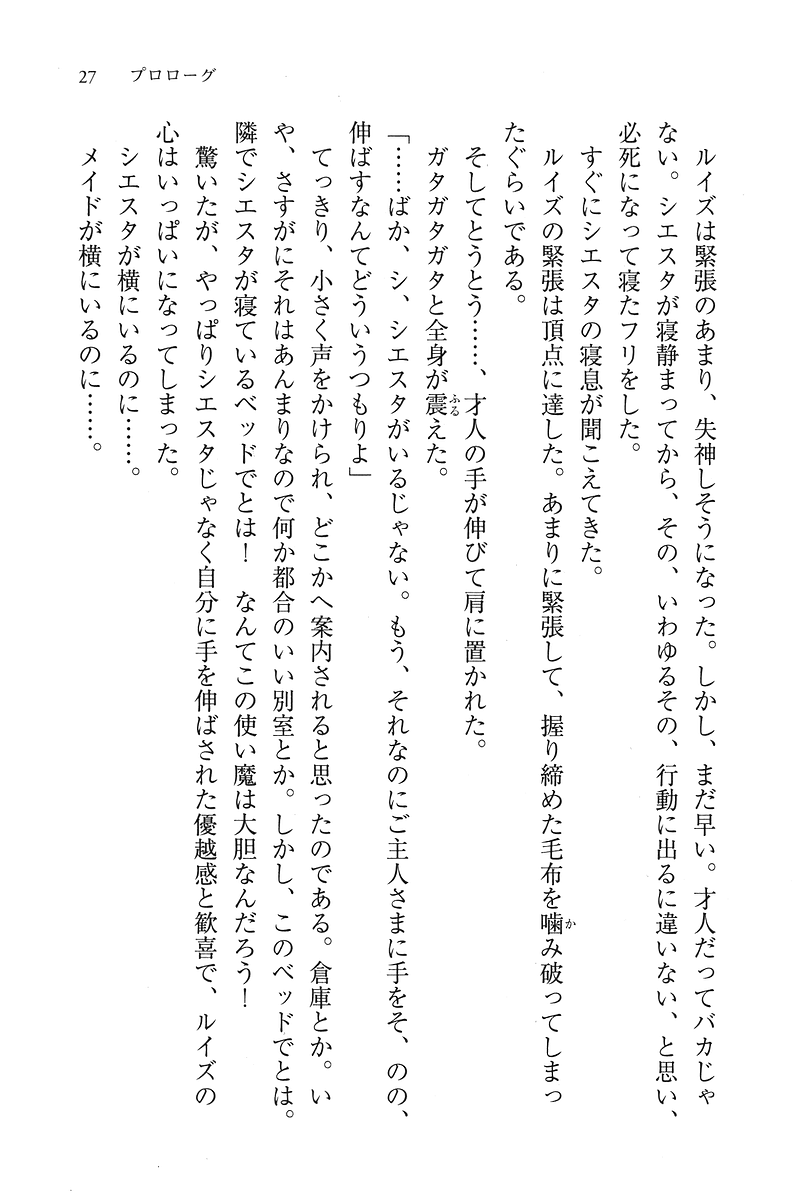 27　プロローグ
　ルイズは緊張のあまり、失神しそうになった。しかし、まだ早い。才人だってバカじゃ
ない。シエスタが寝静まってから、その、いわゆるその、行動に出るに違いない、と思い、
必死になって寝たフリをした。
　すぐにシエスタの寝息が聞こえてきた。
　ルイズの緊張は頂点に達した。あまりに緊張して、握り締めた毛布を噛み破ってしまっ
たぐらいである。
　そしてとうとう……、才人の手が伸びて肩に置かれた。
　ガタガタガタと全身が震えた。
「……ばか、シ、シエスタがいるじゃない。もう、それなのにご主人さまに手をそ、のの、
伸ばすなんてどういうつもりよ」
　てっきり、小さく声をかけられ、どこかへ案内されると思ったのである。倉庫とか。い
や、さすがにそれはあんまりなので何か都合のいい別室とか。しかし、このベッドでとは。
隣でシエスタが寝ているベッドでとは！　なんてこの使い魔は大胆なんだろう！
　驚いたが、やっぱりシエスタじゃなく自分に手を伸ばされた優越感と歓喜で、ルイズの
心はいっぱいになってしまった。
　シエスタが横にいるのに……。
　メイドが横にいるのに……。